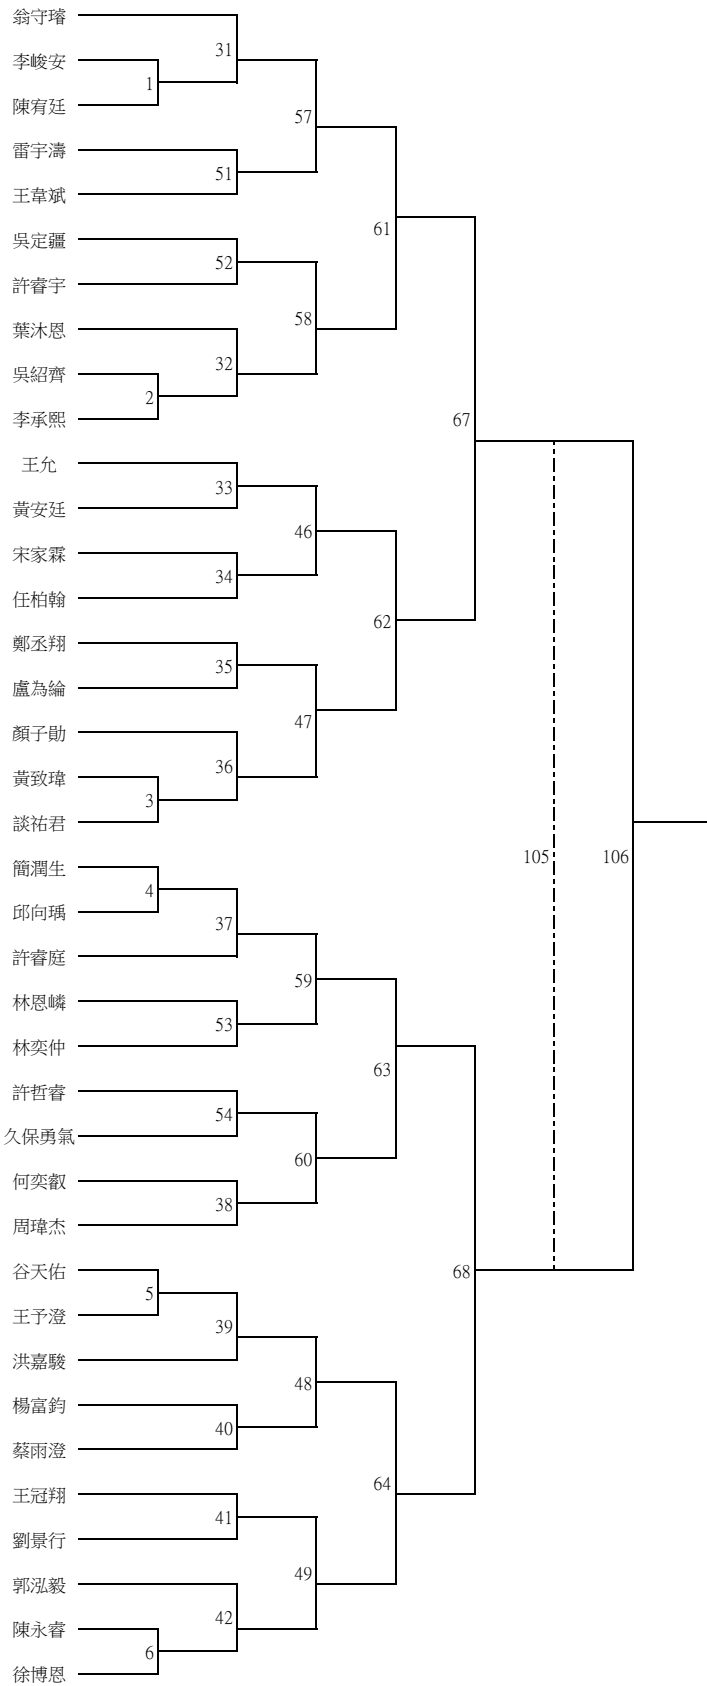 翁守璿
31
李峻安
1
陳宥廷
57
雷宇濤
51
王韋斌
61
吳定疆
52
許睿宇
58
葉沐恩
32
吳紹齊
2
李承熙
67
王允
33
黃安廷
46
宋家霖
34
任柏翰
62
鄭丞翔
35
盧為綸
47
顏子勛
36
黃致瑋
3
談祐君
105 106
簡潤生
4
邱向瑀
37
許睿庭
59
林恩嶙
53
林奕仲
63
許哲睿
54
久保勇氣
60
何奕叡
38
周瑋杰
68
谷天佑
5
王予澄
39
洪嘉駿
48
楊富鈞
40
蔡雨澄
64
王冠翔
41
劉景行
49
郭泓毅
42
陳永睿
6
徐博恩